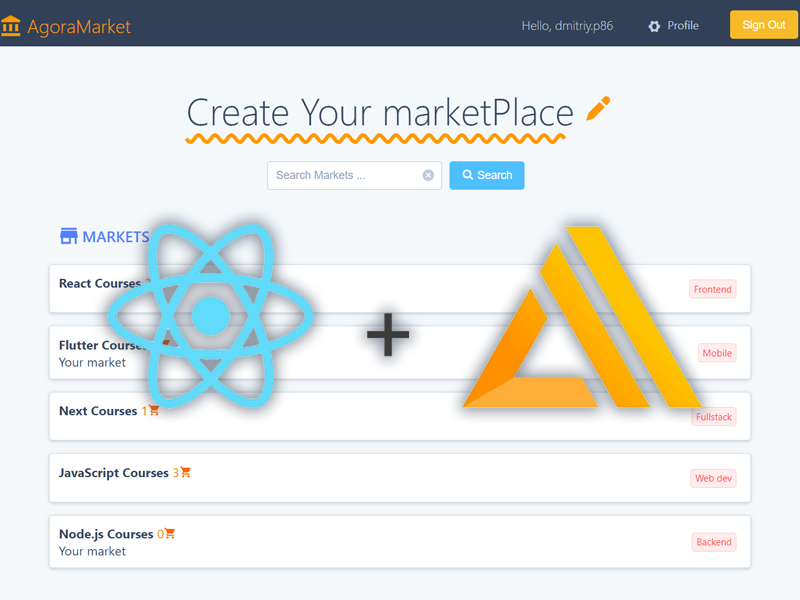 AgoraMarket
Hello, dmitriy.p86
Profile
Sign Out
Create Your marketPlace
Search Markets ...
Search
MARKETS
React Courses
Frontend
Flutter Courses
Your market
Mobile
Next Courses 1
Fullstack
JavaScript Courses 3
Web dev
Node.js Courses 0
Your market
Backend